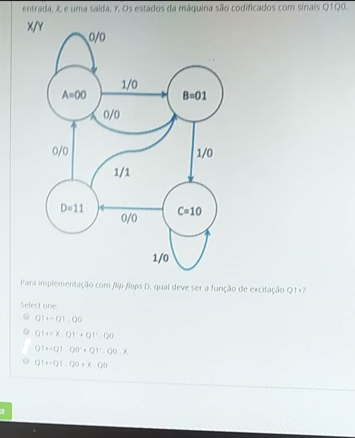 entrada, X, e uma saída, Y. Os estados da máquina são codificados com sinais Q1Q0.
X/Y
0/0
1/0
A=00
B=01
0/0
0/0
1/0
1/1
D=11
C=10
0/0
1/0
Para implementação com flip-flops D, qual deve ser a função de excitação Q1+?
Select one:
Q1+=Q1 . Q0
Q1+= X . Q1' + Q1' . Q0
Q1+=Q1 . Q0' + Q1' . Q0 . X
Q1+=Q1 . Q0 + X . Q0